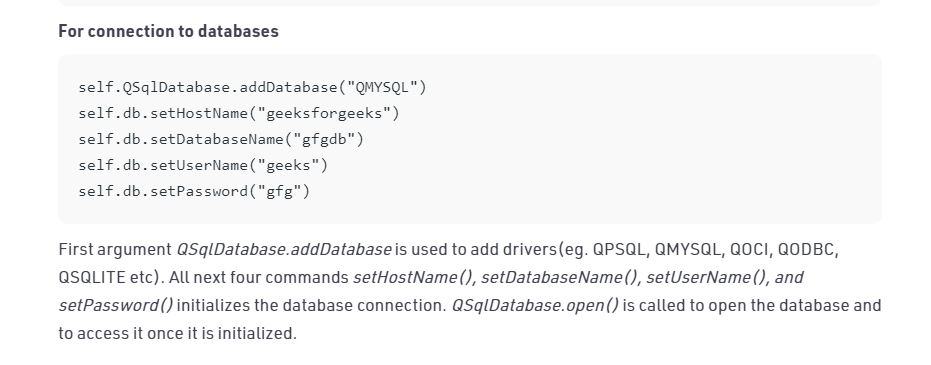 For connection to databases
self.QSqlDatabase.addDatabase("QMYSQL")
self.db.setHostName("geeksforgeeks")
self.db.setDatabaseName("gfgdb")
self.db.setUserName("geeks")
self.db.setPassword("gfg")
First argument QSqlDatabase.addDatabase is used to add drivers(eg. QPSQL, QMYSQL, QOCI, QODBC,
QSQLITE etc). All next four commands setHostName(), setDatabaseName(), setUserName(), and
setPassword() initializes the database connection. QSqlDatabase.open() is called to open the database and
to access it once it is initialized.